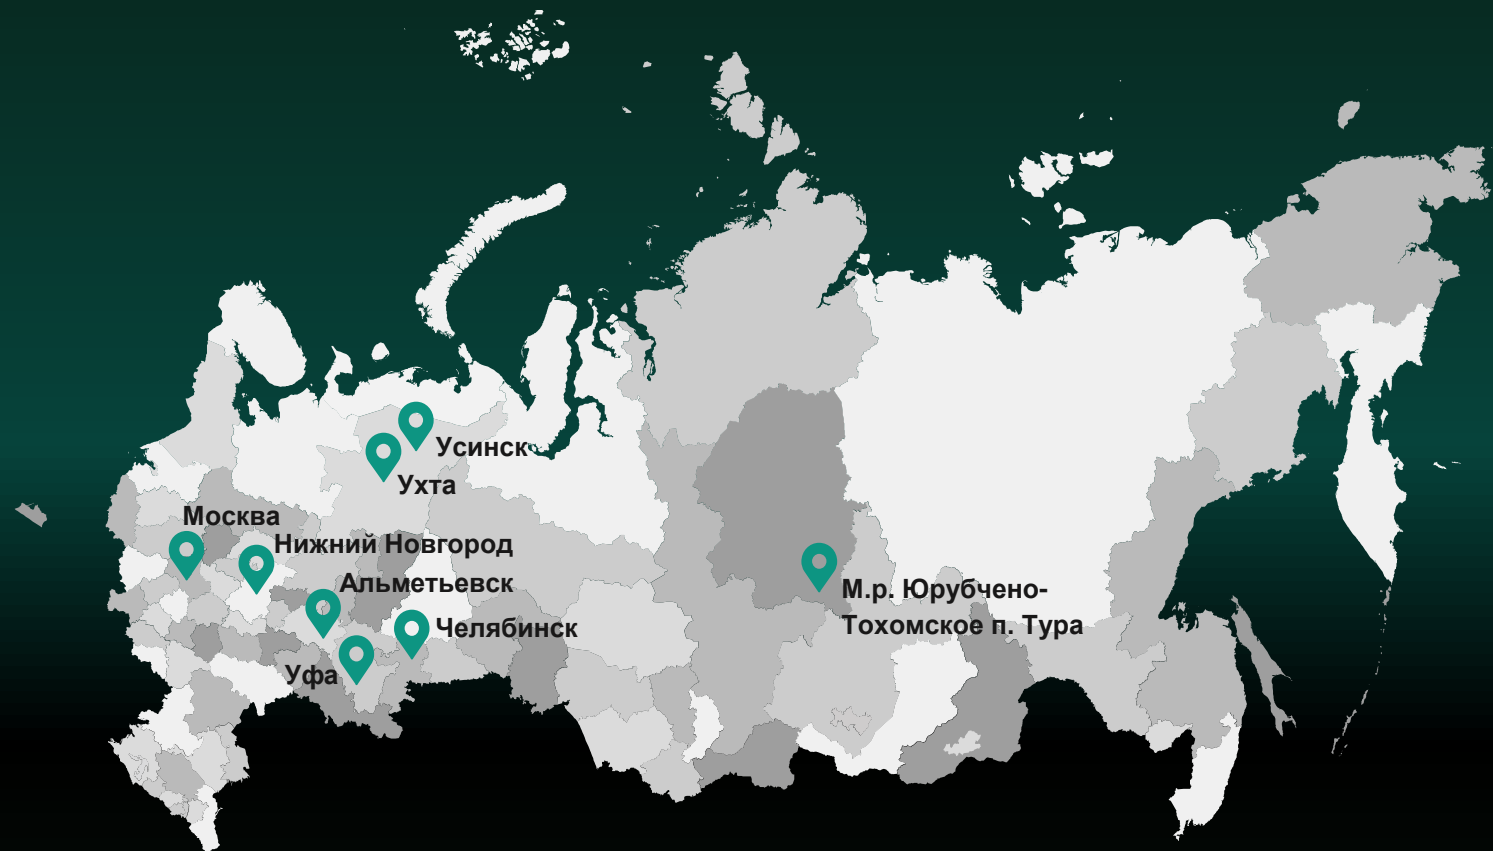 Усинск
Ухта
Москва
Нижний Новгород
Альметьевск
М.р. Юрубчено-
Тохомское п. Тура
Челябинск
Уфа